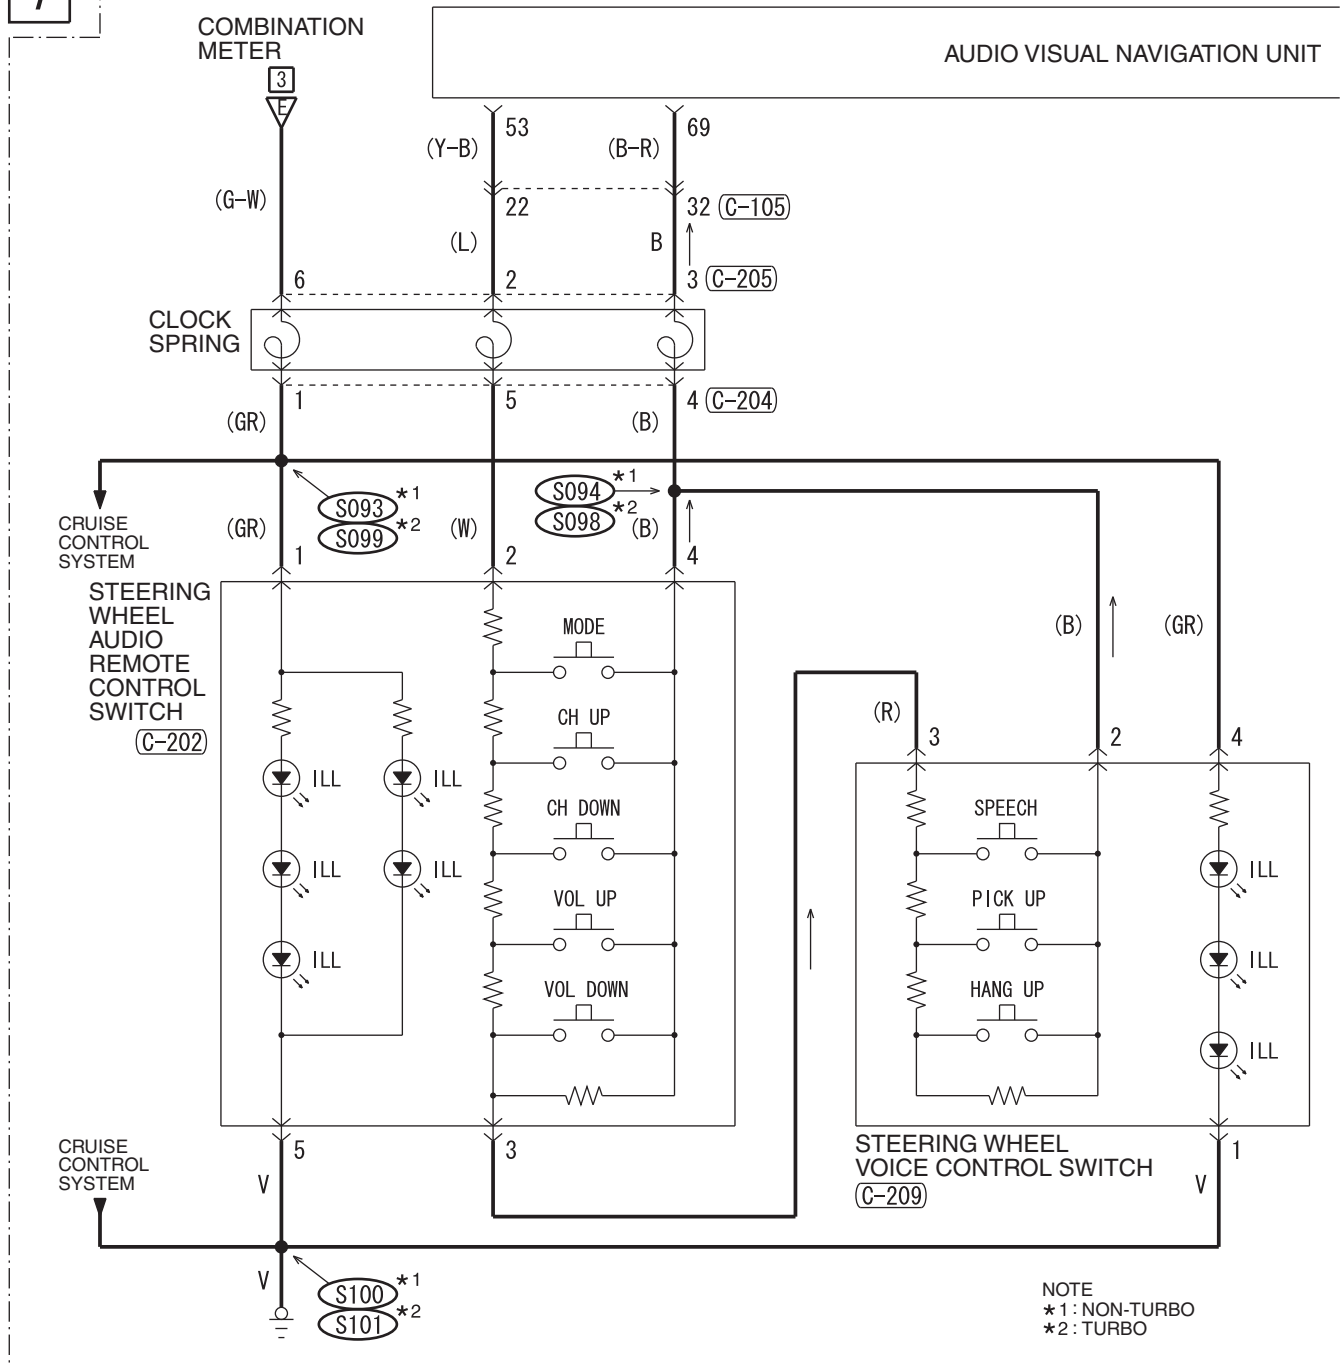 7
COMBINATION
METER
3
E
AUDIO VISUAL NAVIGATION UNIT
53
69
(Y-B)
(B-R)
(G-W)
22
32 (C-105)
(L)
B
6
2
3 (C-205)
CLOCK
SPRING
1
5
4 (C-204)
(GR)
(B)
CRUISE
CONTROL
SYSTEM
S093 *1
S099 *2
S094 *1
S098 *2
(GR)
(W)
(B)
1
2
4
STEERING
WHEEL
AUDIO
REMOTE
CONTROL
SWITCH
(C-202)
MODE
CH UP
CH DOWN
VOL UP
VOL DOWN
ILL
ILL
ILL
ILL
ILL
(B)
(GR)
(R)
3
2
4
SPEECH
PICK UP
HANG UP
ILL
ILL
ILL
CRUISE
CONTROL
SYSTEM
5
3
V
STEERING WHEEL
VOICE CONTROL SWITCH
(C-209)
1
V
V
S100 *1
S101 *2
NOTE
*1 : NON-TURBO
*2 : TURBO